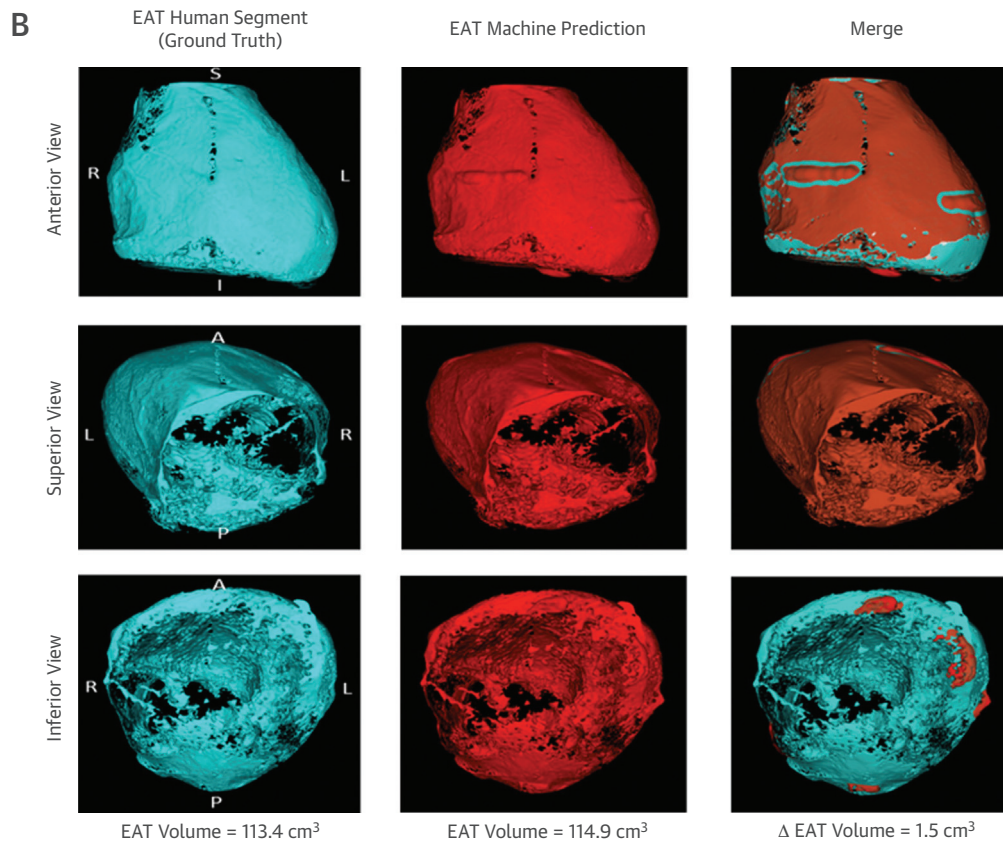 B
EAT Human Segment
(Ground Truth)
EAT Machine Prediction
Merge
Anterior View
S
R
L
I
Superior View
A
L
R
P
Inferior View
A
R
L
P
EAT Volume = 113.4 cm³
EAT Volume = 114.9 cm³
Δ EAT Volume = 1.5 cm³